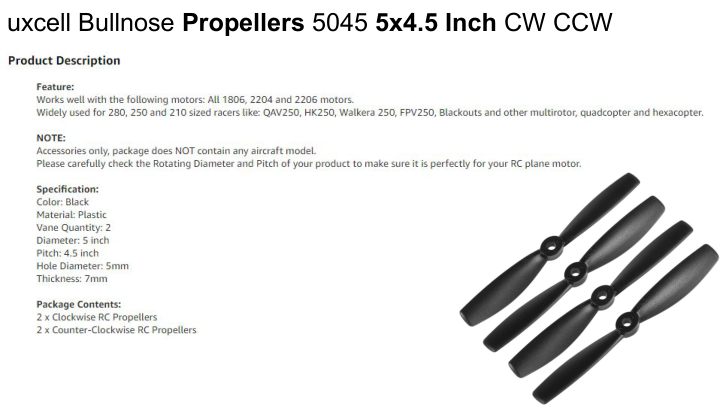 uxcell Bullnose Propellers 5045 5x4.5 Inch CW CCW
Product Description
Feature:
Works well with the following motors: All 1806, 2204 and 2206 motors.
Widely used for 280, 250 and 210 sized racers like: QAV250, HK250, Walkera 250, FPV250, Blackouts and other multirotor, quadcopter and hexacopter.
NOTE:
Accessories only, package does NOT contain any aircraft model.
Please carefully check the Rotating Diameter and Pitch of your product to make sure it is perfectly for your RC plane motor.
Specification:
Color: Black
Material: Plastic
Vane Quantity: 2
Diameter: 5 inch
Pitch: 4.5 inch
Hole Diameter: 5mm
Thickness: 7mm
Package Contents:
2 x Clockwise RC Propellers
2 x Counter-Clockwise RC Propellers